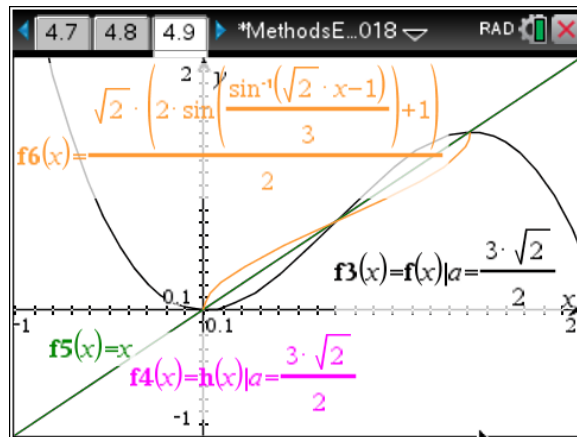 4.7 4.8 4.9 *MethodsE...018 RAD
2 y
f6(x)=√2·(2·sin(sin⁻¹(√2·x-1)/3)+1)/2
f3(x)=f(x)|a=3·√2/2
0.1 x
-1 0.1 2
f5(x)=x
f4(x)=h(x)|a=3·√2/2
-1